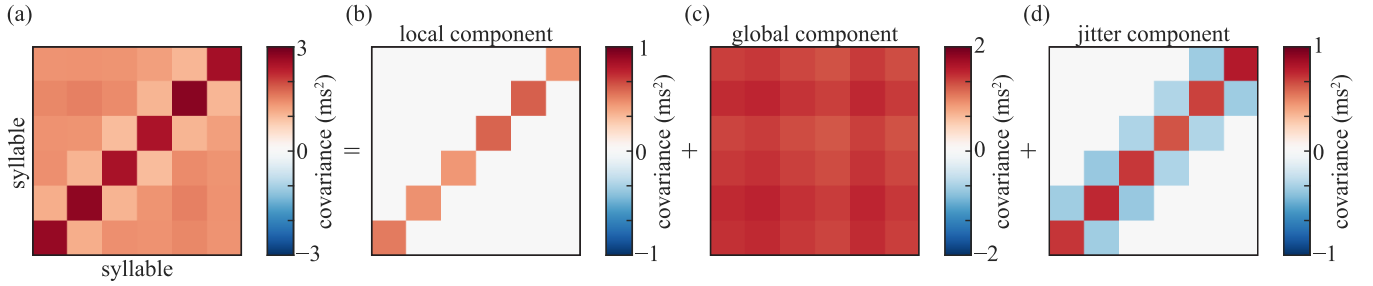 (a)
(b)
(c)
(d)
local component
global component
jitter component
3
0
−3
covariance (ms²)
syllable
syllable
=
1
0
−1
covariance (ms²)
+
2
0
−2
covariance (ms²)
+
1
0
−1
covariance (ms²)